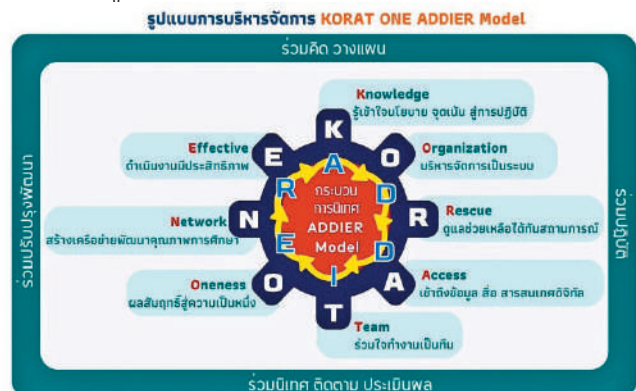 รูปแบบการบริหารจัดการ KORAT ONE ADDIER Model
ร่วมคิด วางแผน
Knowledge
รู้เข้าใจนโยบาย จุดเน้น สู่การปฏิบัติ
Effective
ดำเนินงานมีประสิทธิภาพ
Organization
บริหารจัดการเป็นระบบ
Network
สร้างเครือข่ายพัฒนาคุณภาพการศึกษา
Rescue
ดูแลช่วยเหลือได้ทันสถานการณ์
Oneness
ผลสัมฤทธิ์สู่ความเป็นหนึ่ง
Access
เข้าถึงข้อมูล สื่อ สารสนเทศดิจิทัล
Team
ร่วมใจทำงานเป็นทีม
K
O
R
A
T
O
N
E
A
D
D
I
E
R
กระบวน
การนิเทศ
ADDIER
Model
ร่วมปรับปรุงพัฒนา
ร่วมปฏิบัติ
ร่วมนิเทศ ติดตาม ประเมินผล